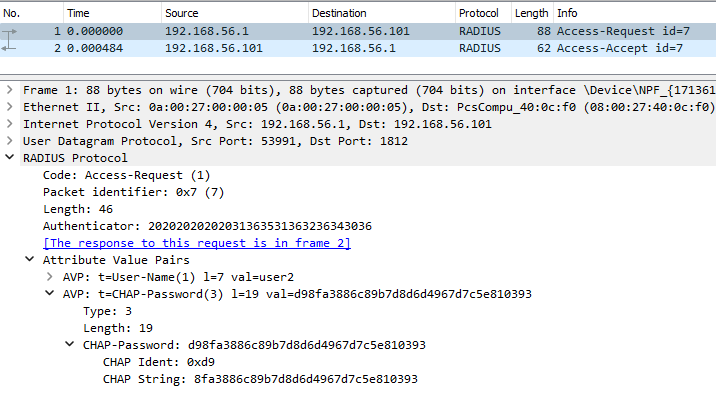 No. Time Source Destination Protocol Length Info
1 0.000000 192.168.56.1 192.168.56.101 RADIUS 88 Access-Request id=7
2 0.000484 192.168.56.101 192.168.56.1 RADIUS 62 Access-Accept id=7
Frame 1: 88 bytes on wire (704 bits), 88 bytes captured (704 bits) on interface \Device\NPF_{171361
Ethernet II, Src: 0a:00:27:00:00:05 (0a:00:27:00:00:05), Dst: PcsCompu_40:0c:f0 (08:00:27:40:0c:f0)
Internet Protocol Version 4, Src: 192.168.56.1, Dst: 192.168.56.101
User Datagram Protocol, Src Port: 53991, Dst Port: 1812
RADIUS Protocol
Code: Access-Request (1)
Packet identifier: 0x7 (7)
Length: 46
Authenticator: 20202020202031363531363236343036
[The response to this request is in frame 2]
Attribute Value Pairs
AVP: t=User-Name(1) l=7 val=user2
AVP: t=CHAP-Password(3) l=19 val=d98fa3886c89b7d8d6d4967d7c5e810393
Type: 3
Length: 19
CHAP-Password: d98fa3886c89b7d8d6d4967d7c5e810393
CHAP Ident: 0xd9
CHAP String: 8fa3886c89b7d8d6d4967d7c5e810393